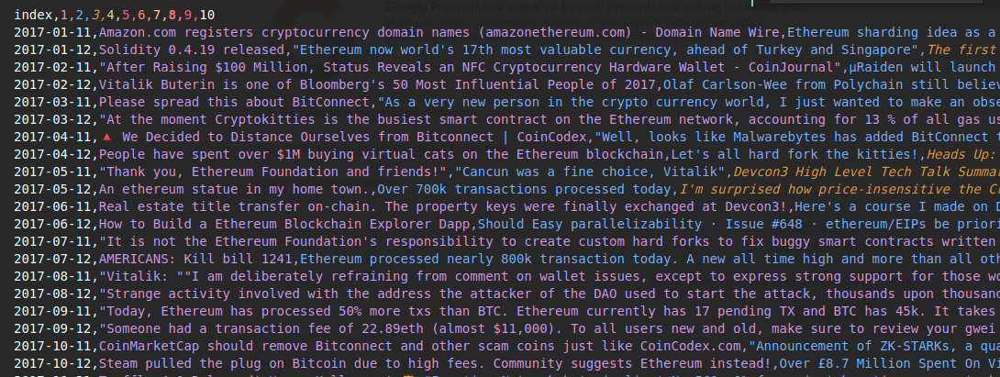 index,1,2,3,4,5,6,7,8,9,10
2017-01-11,Amazon.com registers cryptocurrency domain names (amazonethereum.com) - Domain Name Wire,Ethereum sharding idea as a
2017-01-12,Solidity 0.4.19 released,"Ethereum now world's 17th most valuable currency, ahead of Turkey and Singapore",The first
2017-02-11,"After Raising $100 Million, Status Reveals an NFC Cryptocurrency Hardware Wallet - CoinJournal",µRaiden will launch
2017-02-12,Vitalik Buterin is one of Bloomberg's 50 Most Influential People of 2017,Olaf Carlson-Wee from Polychain still believ
2017-03-11,Please spread this about BitConnect,"As a very new person in the crypto currency world, I just wanted to make an obse
2017-03-12,"At the moment Cryptokitties is the busiest smart contract on the Ethereum network, accounting for 13 % of all gas us
2017-04-11,🔺 We Decided to Distance Ourselves from Bitconnect | CoinCodex,"Well, looks like Malwarebytes has added BitConnect t
2017-04-12,People have spent over $1M buying virtual cats on the Ethereum blockchain,Let's all hard fork the kitties!,Heads Up:
2017-05-11,"Thank you, Ethereum Foundation and friends!","Cancun was a fine choice, Vitalik",Devcon3 High Level Tech Talk Summar
2017-05-12,An ethereum statue in my home town.,Over 700k transactions processed today,I'm surprised how price-insensitive the C
2017-06-11,Real estate title transfer on-chain. The property keys were finally exchanged at Devcon3!,Here's a course I made on D
2017-06-12,How to Build a Ethereum Blockchain Explorer Dapp,Should Easy parallelizability · Issue #648 · ethereum/EIPs be priori
2017-07-11,"It is not the Ethereum Foundation's responsibility to create custom hard forks to fix buggy smart contracts written
2017-07-12,AMERICANS: Kill bill 1241,Ethereum processed nearly 800k transaction today. A new all time high and more than all oth
2017-08-11,"Vitalik: ""I am deliberately refraining from comment on wallet issues, except to express strong support for those wo
2017-08-12,"Strange activity involved with the address the attacker of the DAO used to start the attack, thousands upon thousand
2017-09-11,"Today, Ethereum has processed 50% more txs than BTC. Ethereum currently has 17 pending TX and BTC has 45k. It takes
2017-09-12,"Someone had a transaction fee of 22.89eth (almost $11,000). To all users new and old, make sure to review your gwei
2017-10-11,CoinMarketCap should remove Bitconnect and other scam coins just like CoinCodex.com,"Announcement of ZK-STARKs, a qua
2017-10-12,Steam pulled the plug on Bitcoin due to high fees. Community suggests Ethereum instead!,Over £8.7 Million Spent On V